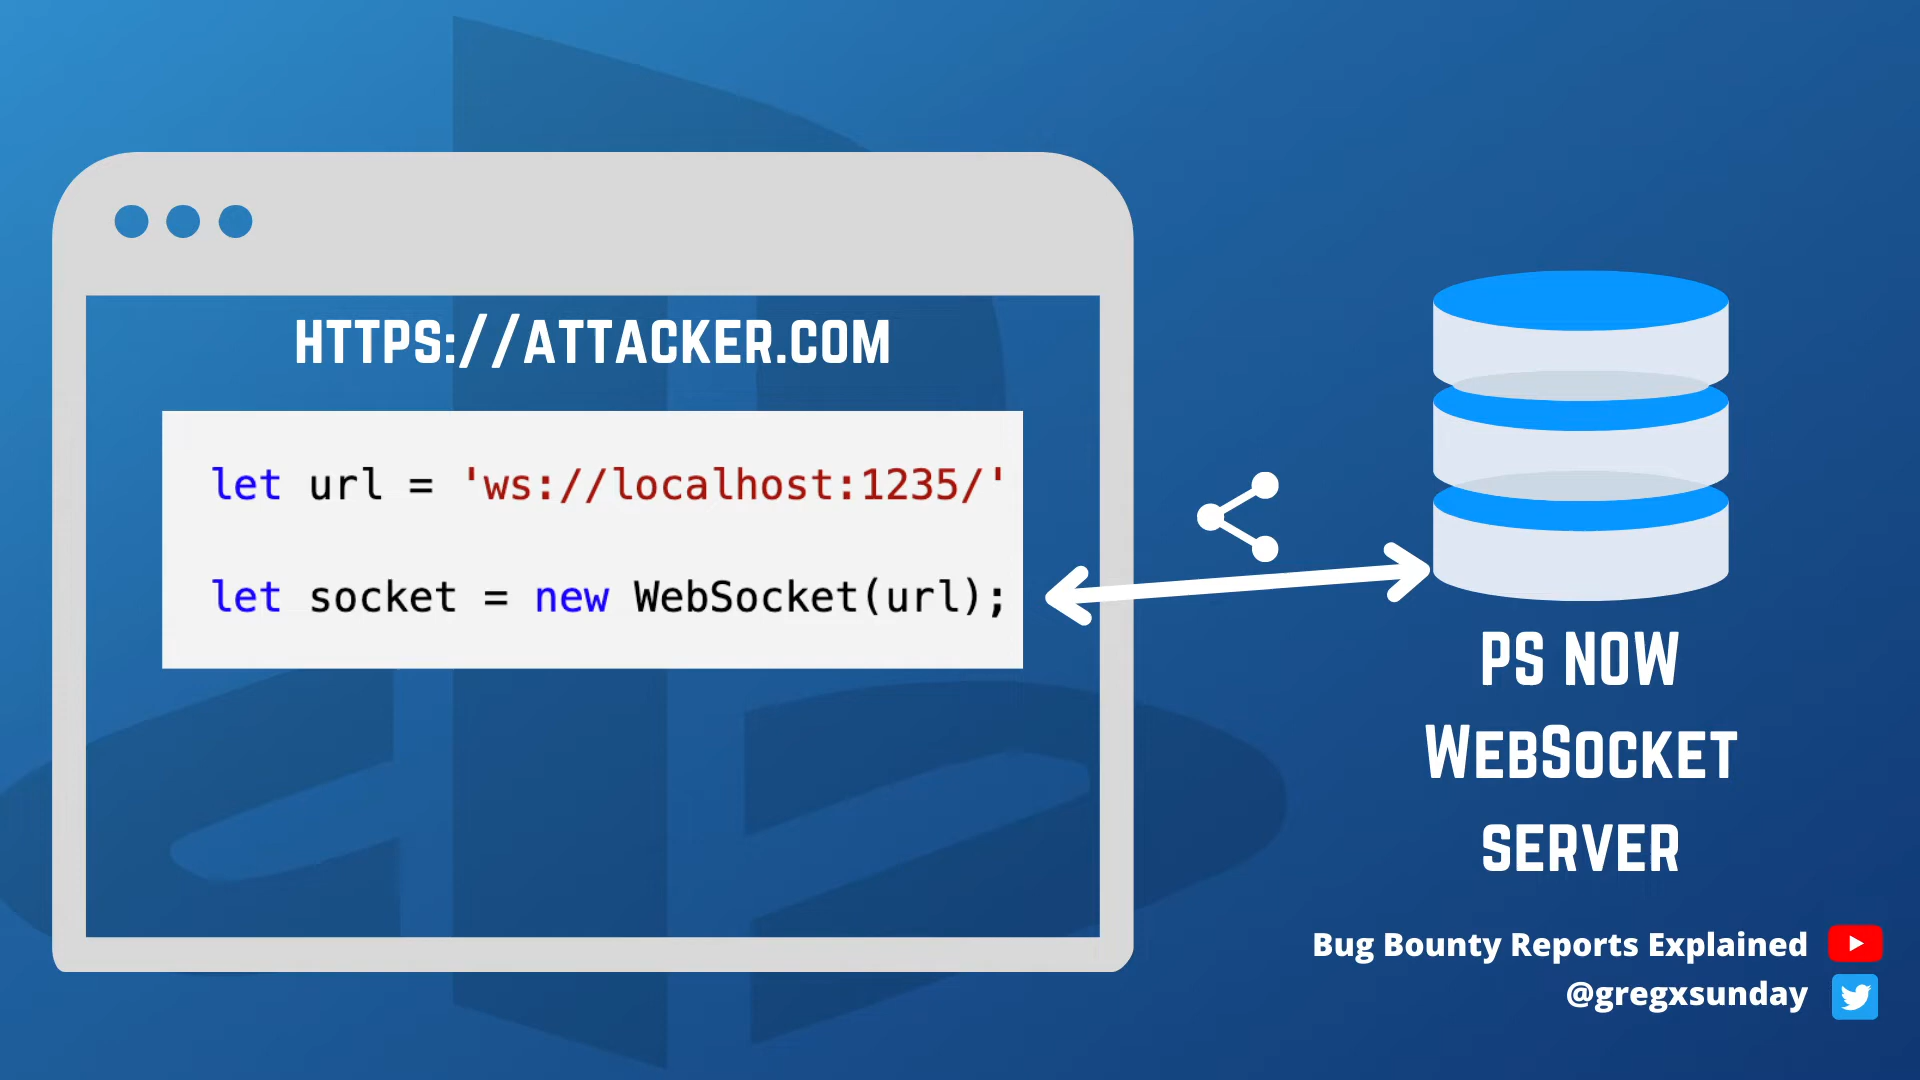 HTTPS://ATTACKER.COM
let url = 'ws://localhost:1235/'
let socket = new WebSocket(url);
PS NOW
WEBSOCKET
SERVER
Bug Bounty Reports Explained
@gregxsunday